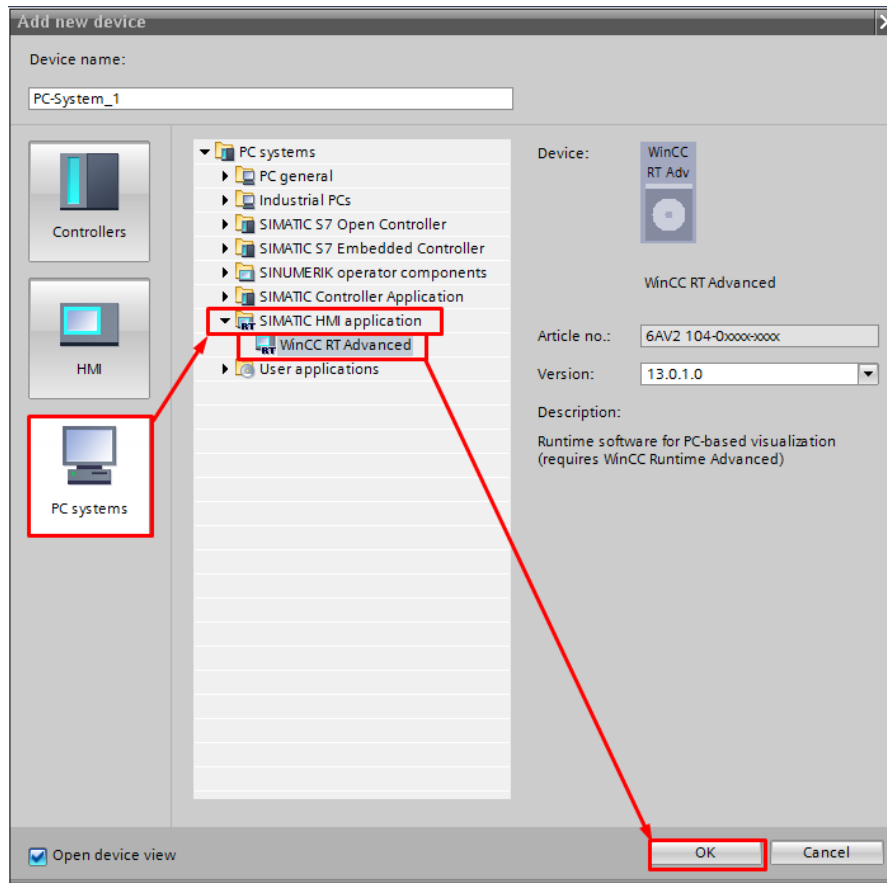 Add new device
Device name:
PC-System_1
Controllers
HMI
PC systems
PC systems
PC general
Industrial PCs
SIMATIC S7 Open Controller
SIMATIC S7 Embedded Controller
SINUMERIK operator components
SIMATIC Controller Application
RT SIMATIC HMI application
RT WinCC RT Advanced
User applications
Device:
WinCC
RT Adv
WinCC RT Advanced
Article no.: 6AV2 104-0xxxx-xxxx
Version: 13.0.1.0
Description:
Runtime software for PC-based visualization
(requires WinCC Runtime Advanced)
Open device view
OK Cancel